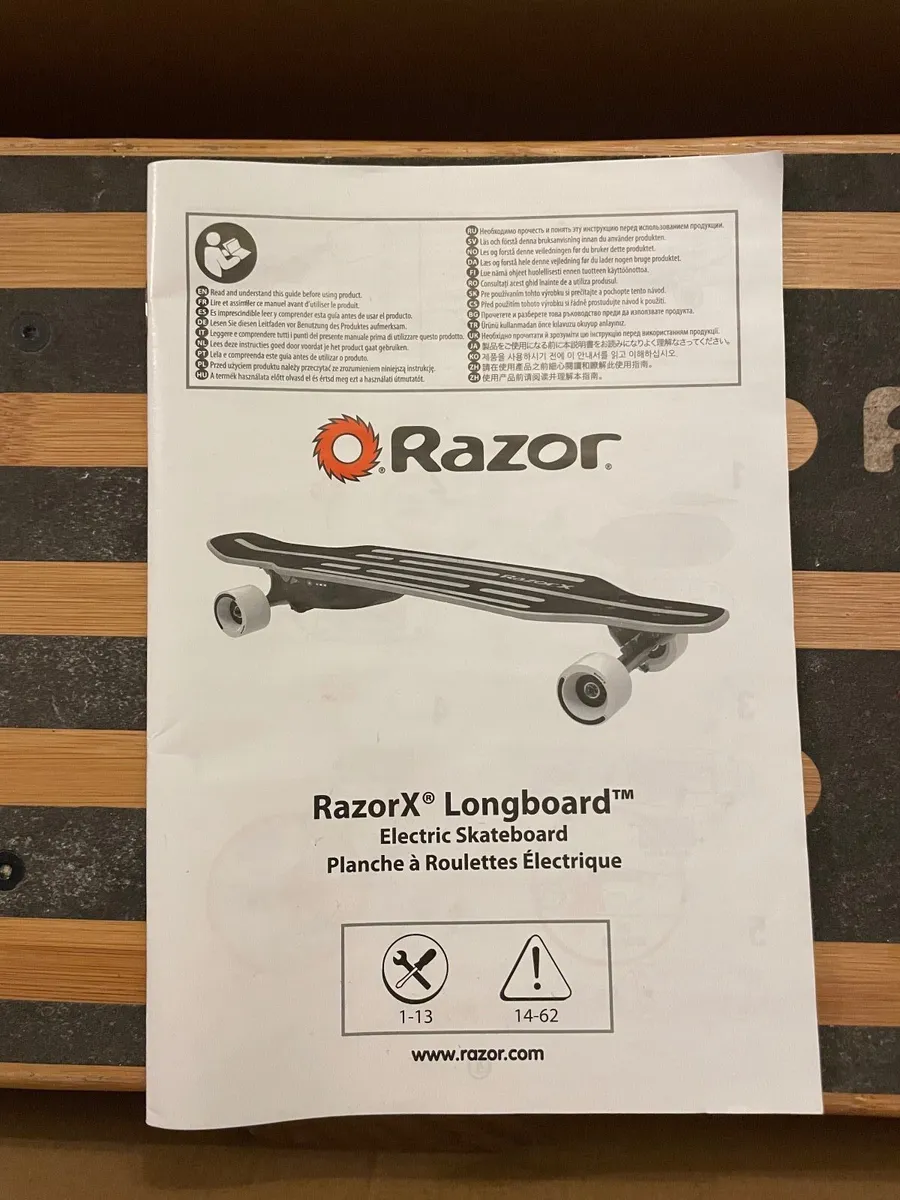 EN Read and understand this guide before using product.
FR Lire et assimiler ce manuel avant d'utiliser le produit.
ES Es imprescindible leer y comprender esta guía antes de usar el producto.
DE Lesen Sie diesen Leitfaden vor Benutzung des Produktes aufmerksam.
IT Leggere e comprendere tutti i punti del presente manuale prima di utilizzare questo prodotto.
NL Lees deze instructies goed door voordat je het product gaat gebruiken.
PT Lela e compreenda este guia antes de utilizar o produto.
PL Przed użyciem produktu należy przeczytać ze zrozumieniem niniejszą instrukcję.
HU A termék használata előtt olvasd el és értsd meg ezt a használati útmutatót.
RU Необходимо прочесть и понять эту инструкцию перед использованием продукции.
SV Läs och förstå denna bruksanvisning innan du använder produkten.
NO Les og forstå denne veiledningen før du bruker dette produktet.
DA Læs og forstå hele denne vejledning før du lader nogen bruge produktet.
FI Lue nämä ohjeet huolellisesti ennen tuotteen käyttöönottoa.
RO Consultați acest ghid înainte de a utiliza produsul.
SK Pre používaním tohto výrobku si prečítajte a pochopte tento návod.
CS Před použitím tohoto výrobku si řádně prostudujte návod k použití.
BG Прочетете и разберете това ръководство преди да използвате продукта.
TR Ürünü kullanmadan önce kılavuzu okuyup anlayınız.
UK Необхідно прочитати й зрозуміти цю інструкцію перед використанням продукції.
JA 製品をご使用になる前に本説明書をお読みになりよく理解なさってください。
KO 제품을 사용하시기 전에 이 안내서를 읽고 이해하십시오.
ZH 請在使用產品之前細心閱讀和瞭解此使用指南。
ZH 使用产品前请阅读并理解本指南。
Razor®
RazorX
RazorX® Longboard™
Electric Skateboard
Planche à Roulettes Électrique
1-13 14-62
www.razor.com